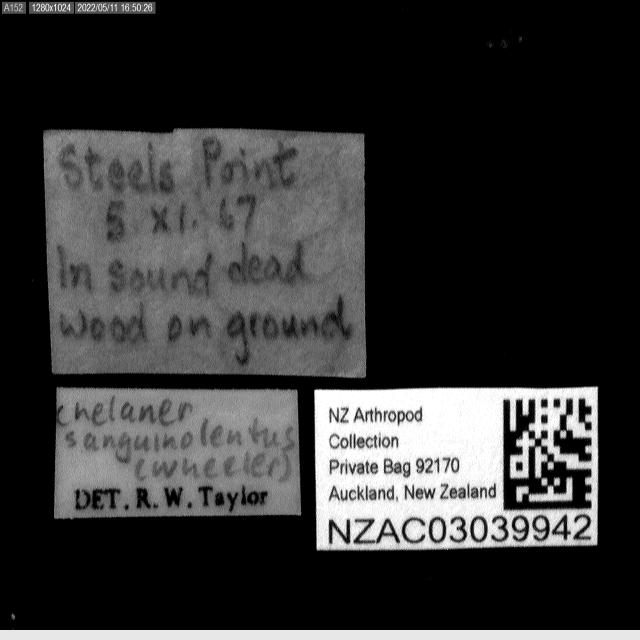 A152 1280x1024 2022/05/11 16:50:26
Steels Point
5 XI. 67
In sound dead
wood on ground
Chelaner
sanguinolentus
(Wheeler)
DET. R. W. Taylor
NZ Arthropod
Collection
Private Bag 92170
Auckland, New Zealand
NZAC03039942